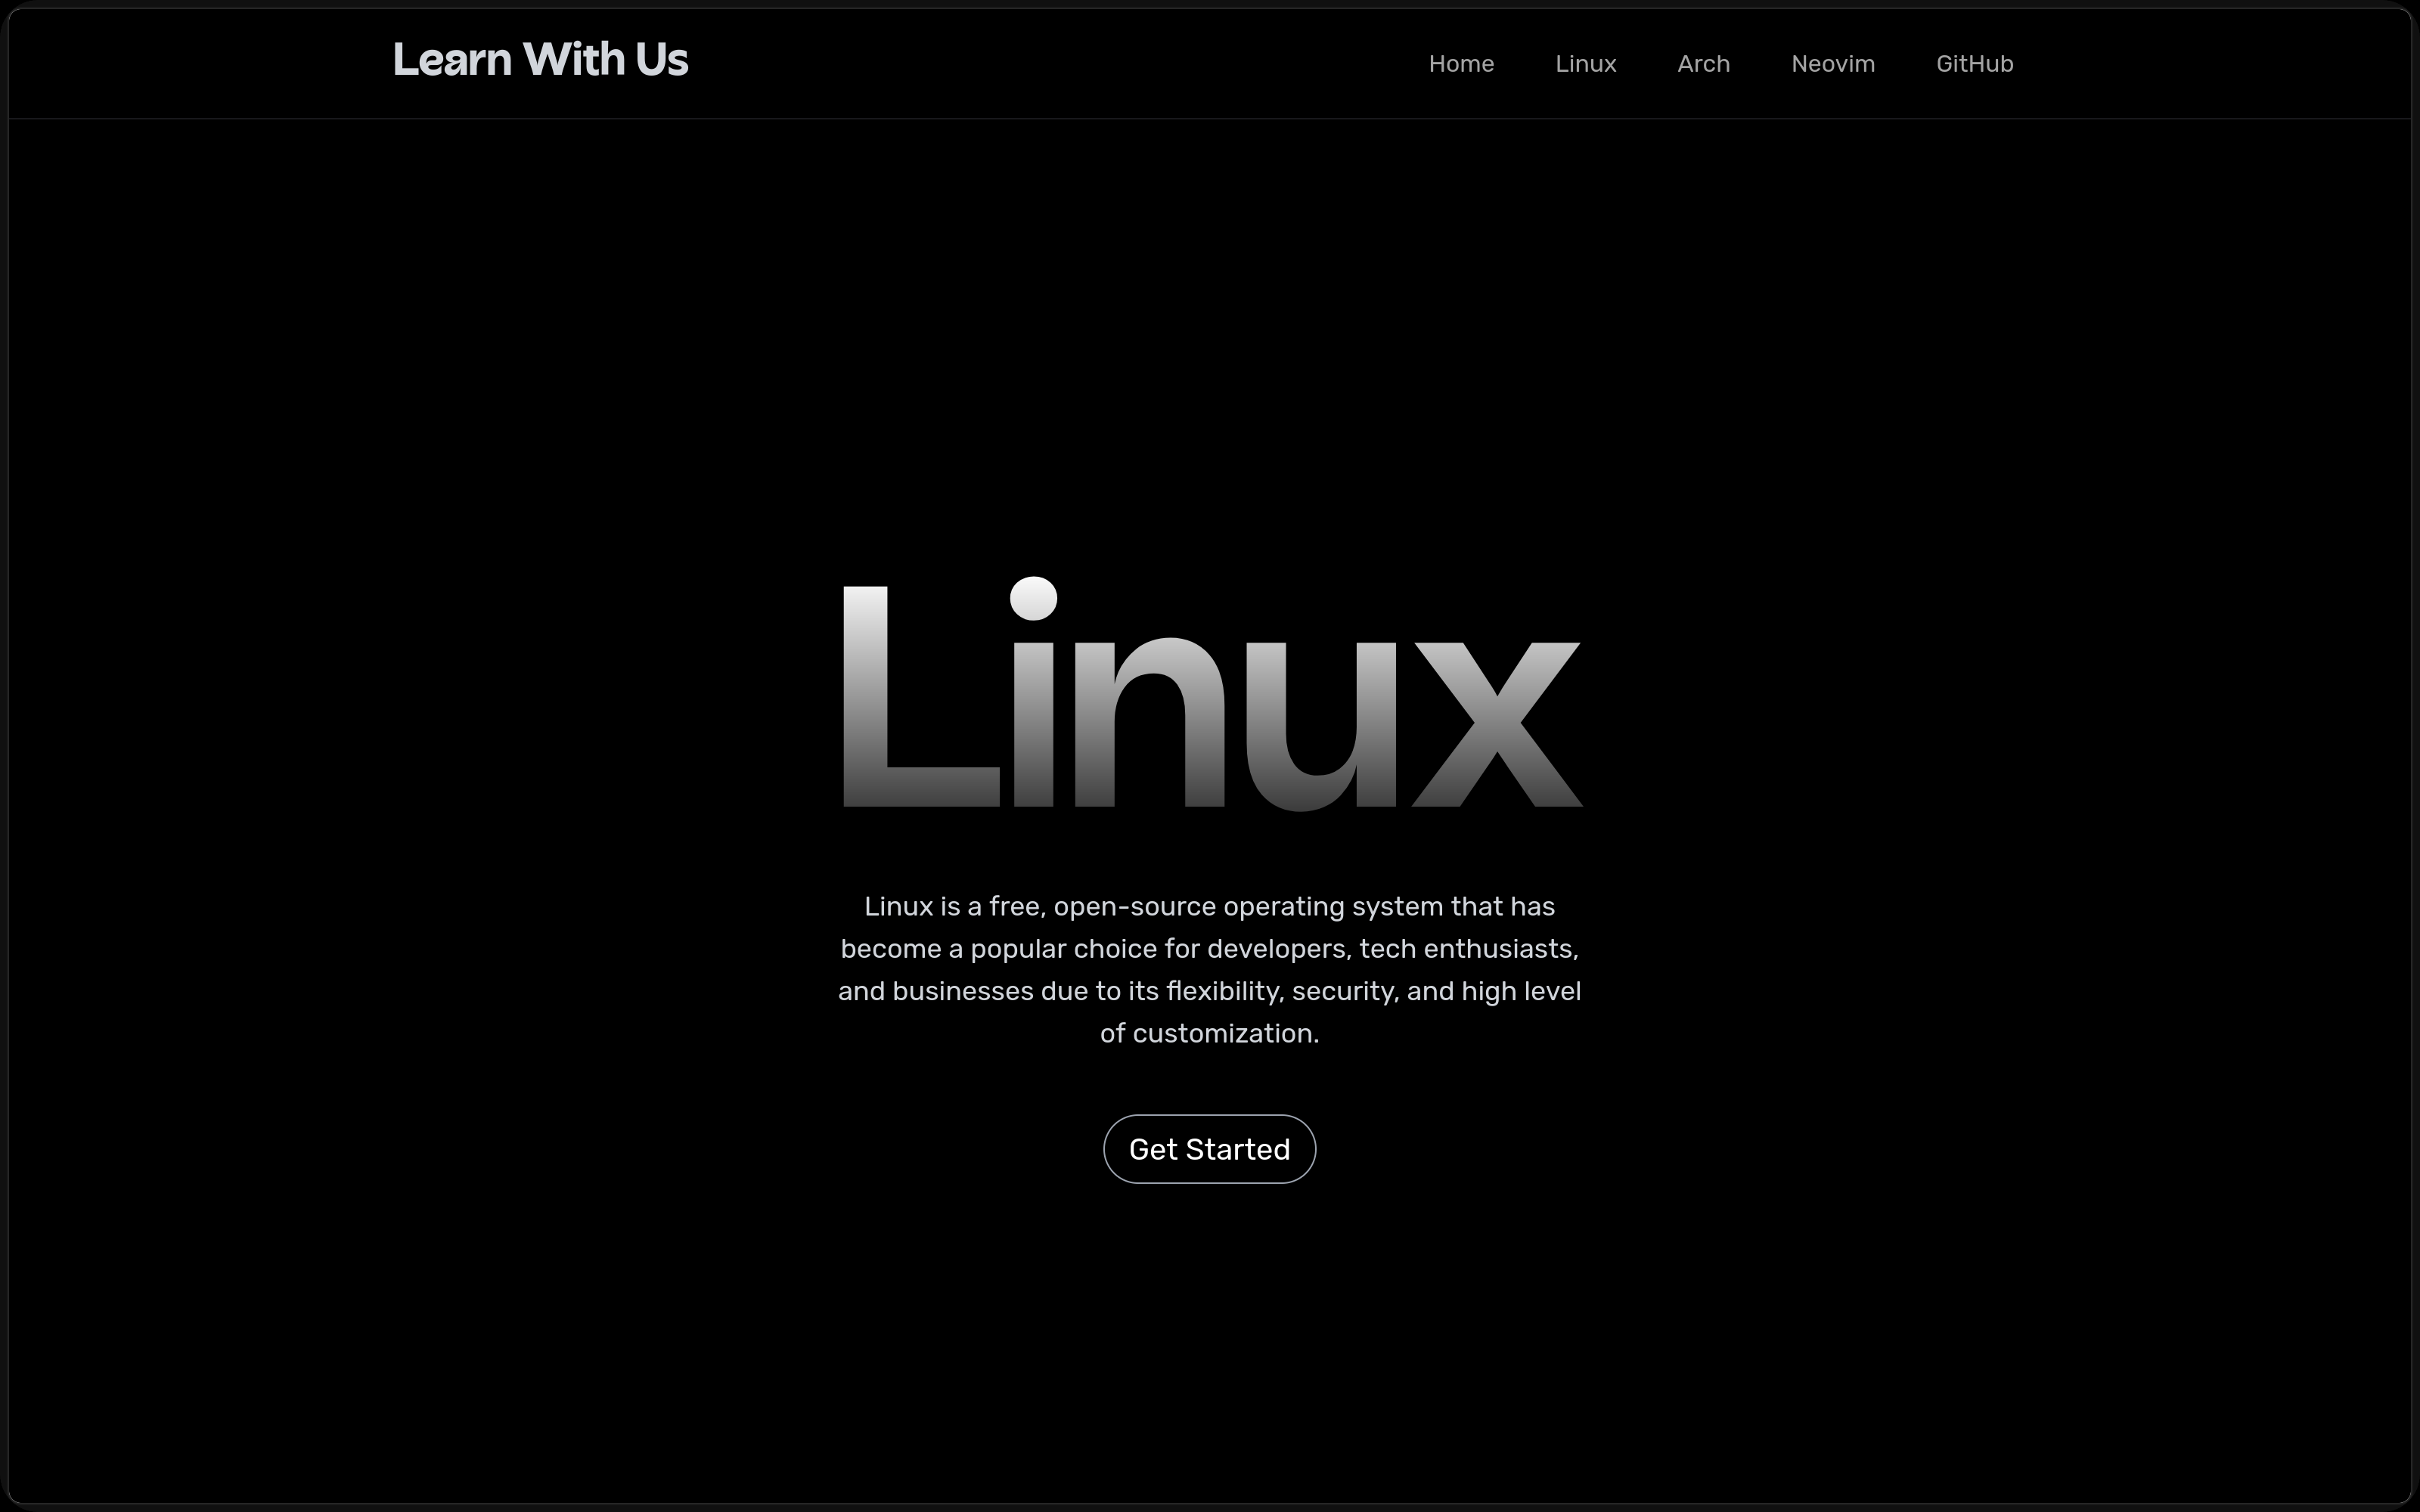 Learn With Us
Home Linux Arch Neovim GitHub
Linux
Linux is a free, open-source operating system that has
become a popular choice for developers, tech enthusiasts,
and businesses due to its flexibility, security, and high level
of customization.
Get Started